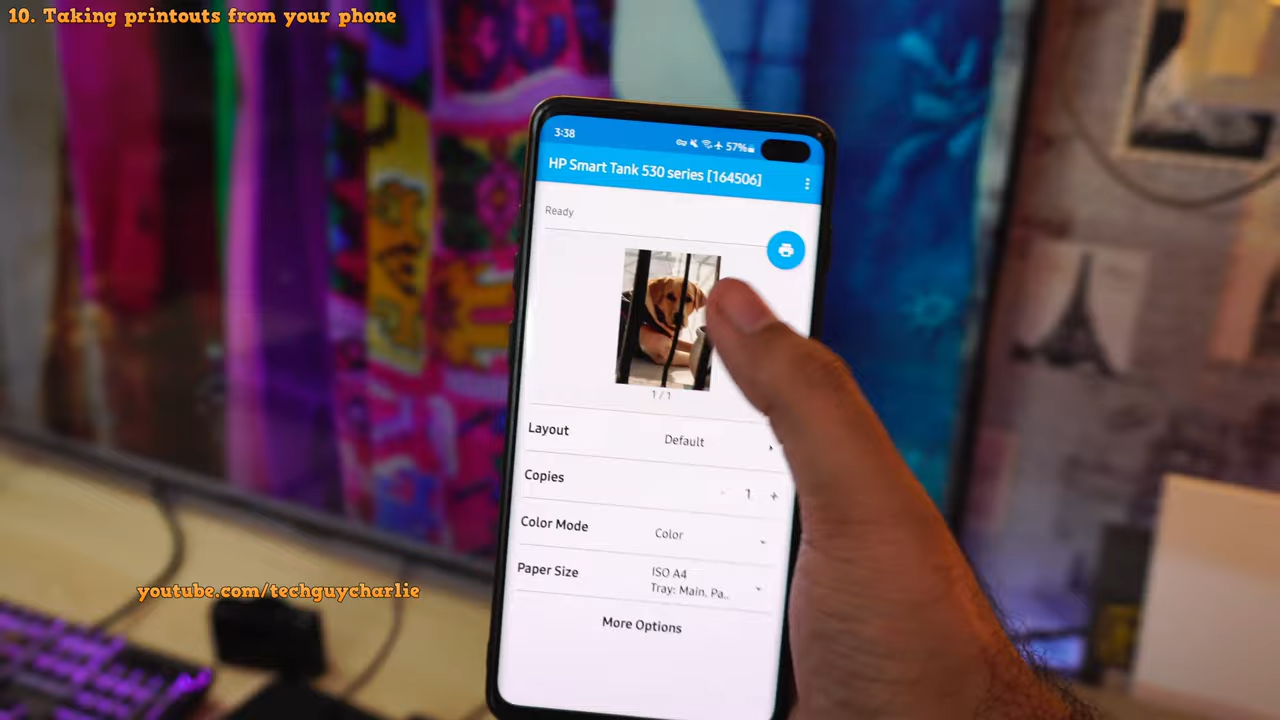 10. Taking printouts from your phone
3:38
57%
HP Smart Tank 530 series [164506]
Ready
1/1
Layout
Default
Copies
- 1 +
Color Mode
Color
Paper Size
ISO A4
Tray: Main. Pa..
More Options
youtube.com/techguycharlie